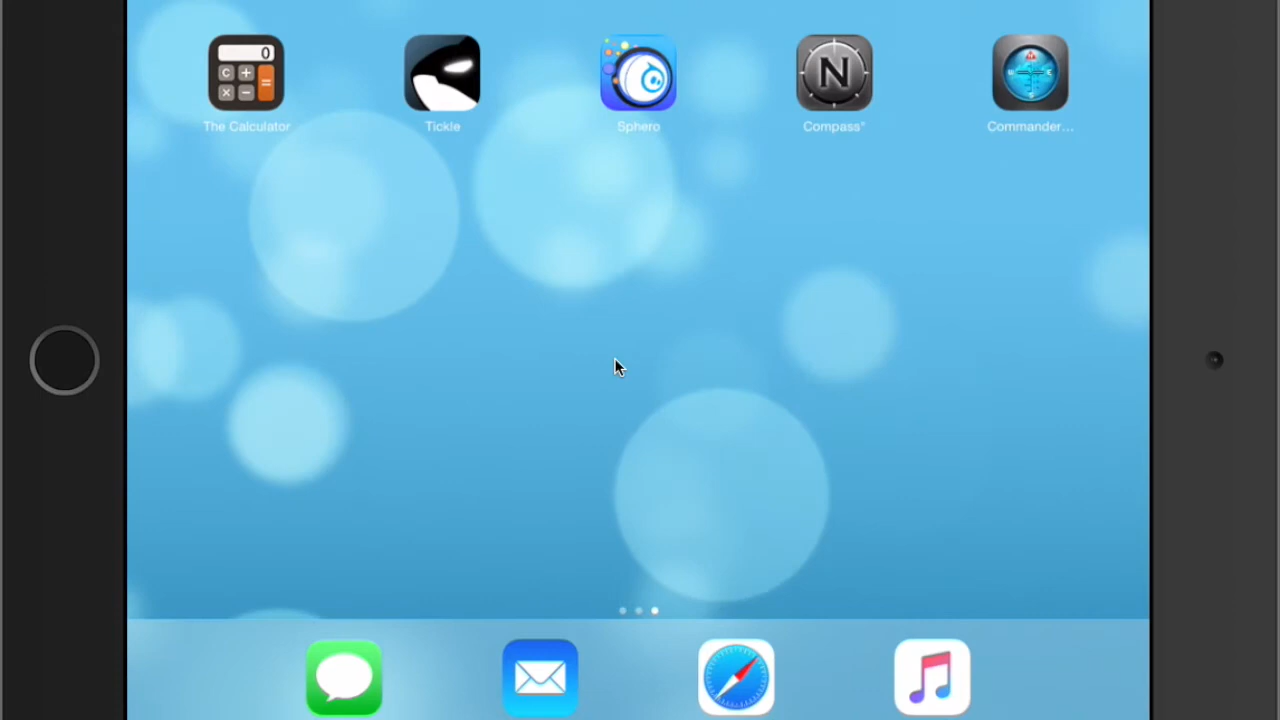 0
C +
× − =
The Calculator
Tickle
Sphero
N
Compass°
Commander...